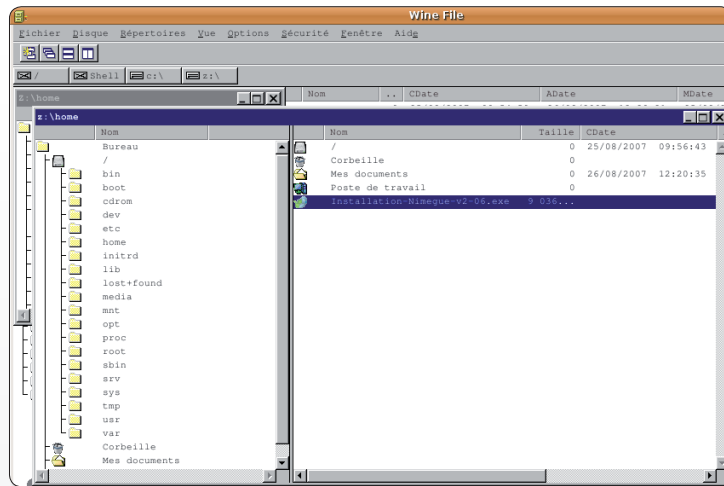 Wine File
Fichier Disque Répertoires Vue Options Sécurité Fenêtre Aide
/ Shell c:\ z:\
z:\home
Nom .. CDate ADate MDate
z:\home
Nom
Nom Taille CDate
Bureau
/
bin
boot
cdrom
dev
etc
home
initrd
lib
lost+found
media
mnt
opt
proc
root
sbin
srv
sys
tmp
usr
var
Corbeille
Mes documents
/ 0 25/08/2007 09:56:43
Corbeille 0
Mes documents 0 26/08/2007 12:20:35
Poste de travail 0
Installation-Nimegue-v2-06.exe 9 036...